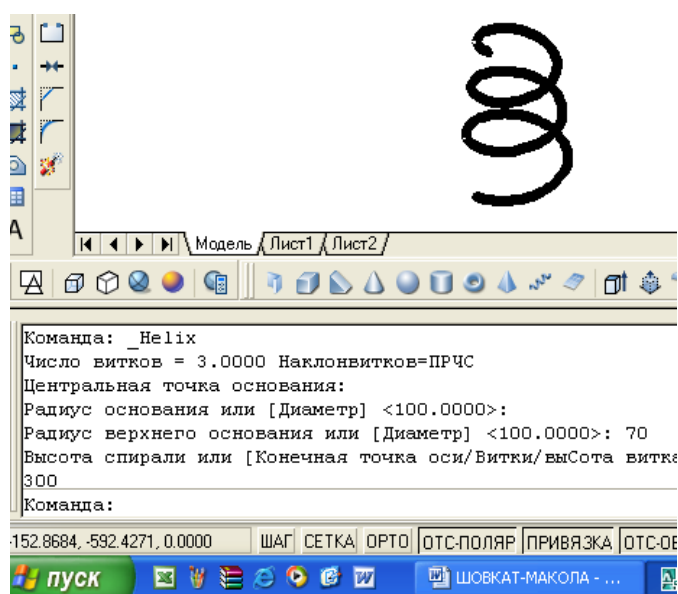 A
Модель Лист1 Лист2
Команда: _Helix
Число витков = 3.0000 Наклонвитков=ПРЧС
Центральная точка основания:
Радиус основания или [Диаметр] <100.0000>:
Радиус верхнего основания или [Диаметр] <100.0000>: 70
Высота спирали или [Конечная точка оси/Витки/выСота витка
300
Команда:
-152.8684, -592.4271, 0.0000 ШАГ СЕТКА ОРТО ОТС-ПОЛЯР ПРИВЯЗКА ОТС-ОБ
пуск ШОВКАТ-МАКОЛА - ...